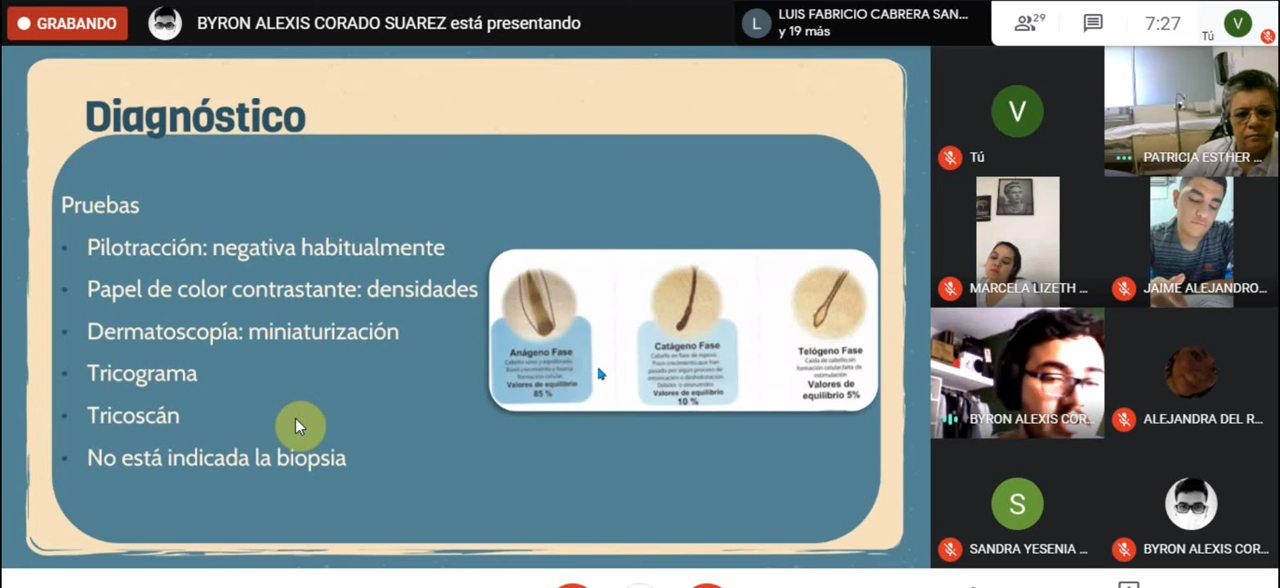 GRABANDO
BYRON ALEXIS CORADO SUAREZ está presentando
L
LUIS FABRICIO CABRERA SAN...
y 19 más
29
7:27
Tú
V
Diagnóstico
Pruebas
Pilotracción: negativa habitualmente
Papel de color contrastante: densidades
Dermatoscopía: miniaturización
Tricograma
Tricoscán
No está indicada la biopsia
Anágeno Fase
Valores de equilibrio
85 %
Catágeno Fase
Valores de equilibrio
10 %
Telógeno Fase
Valores de
equilibrio 5%
V
Tú
PATRICIA ESTHER ...
MARCELA LIZETH ...
JAIME ALEJANDRO...
BYRON ALEXIS COR...
ALEJANDRA DEL R...
S
SANDRA YESENIA ...
BYRON ALEXIS COR...